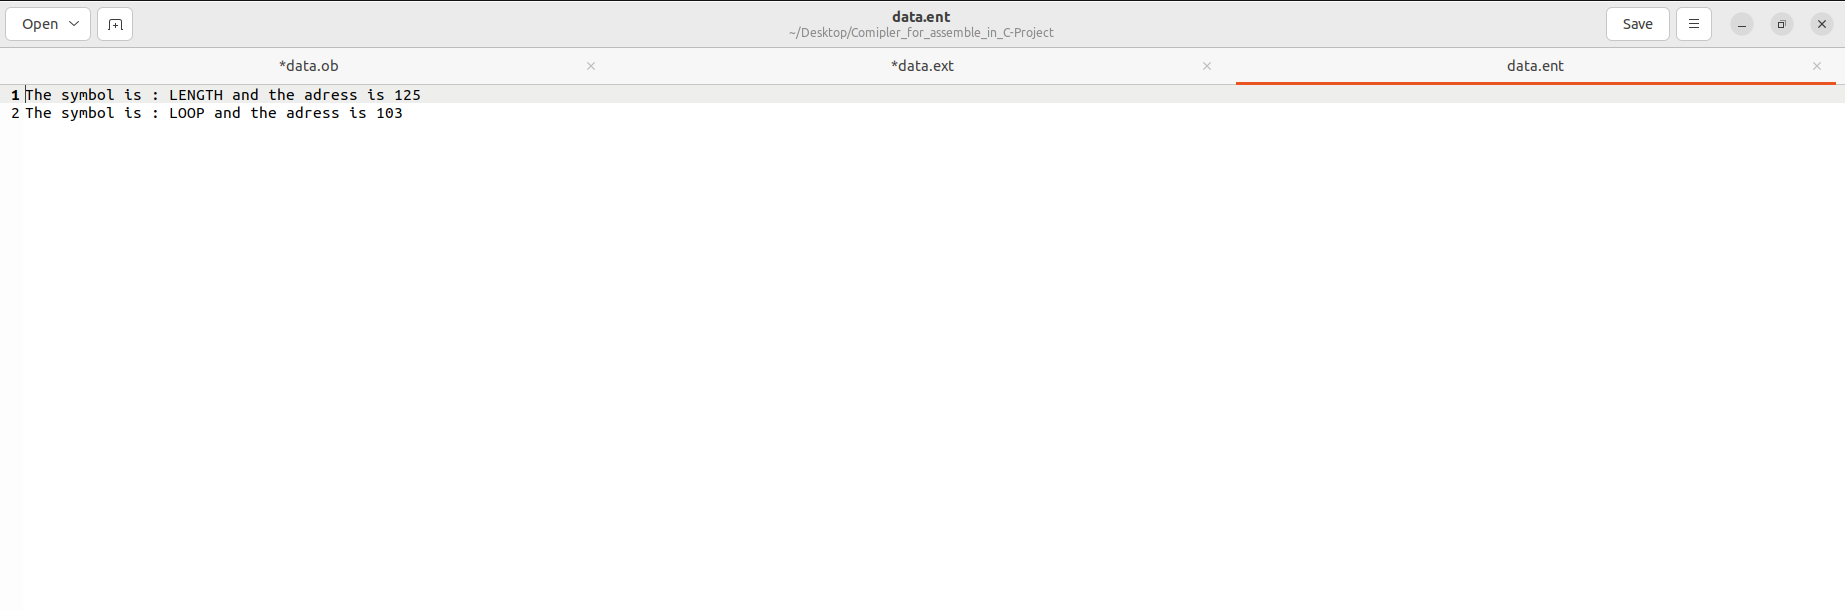 Open
data.ent
~/Desktop/Comipler_for_assemble_in_C-Project
Save
*data.ob
*data.ext
data.ent
1 The symbol is : LENGTH and the adress is 125
2 The symbol is : LOOP and the adress is 103